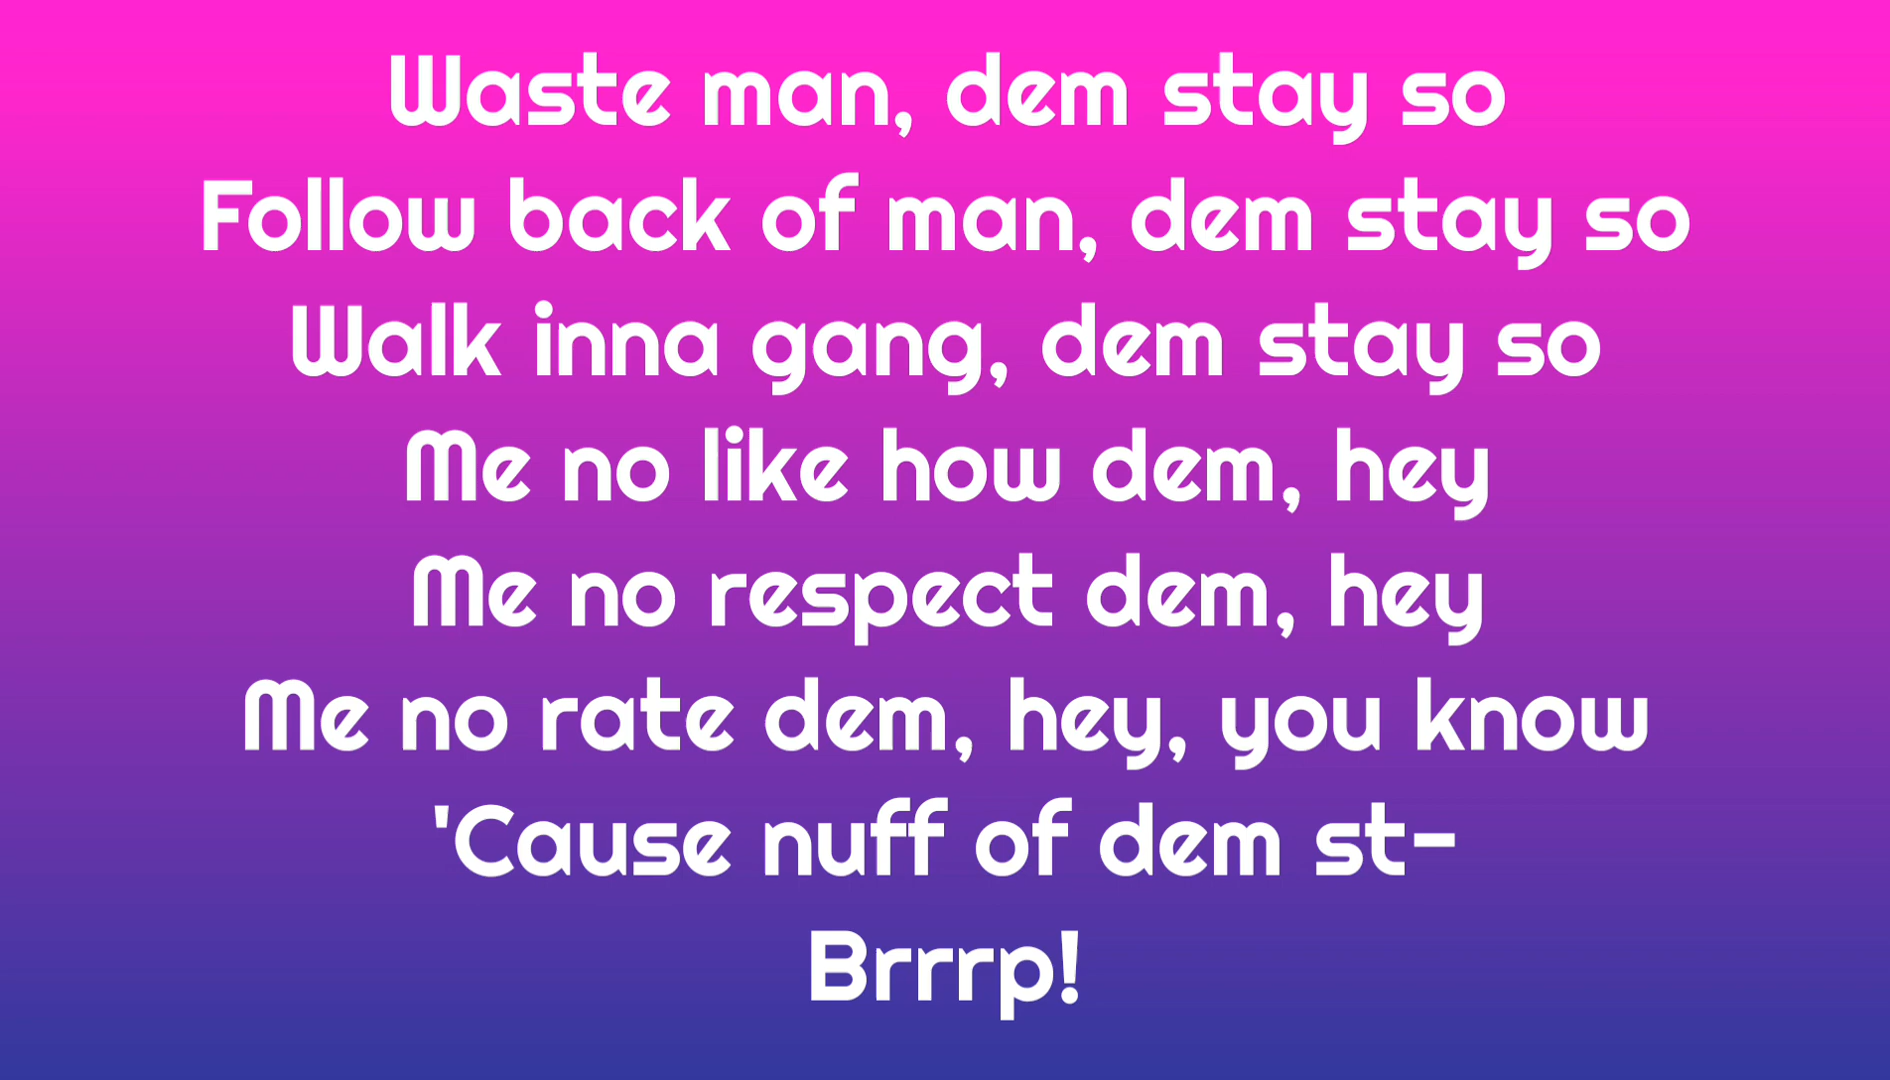 Waste man, dem stay so
Follow back of man, dem stay so
Walk inna gang, dem stay so
Me no like how dem, hey
Me no respect dem, hey
Me no rate dem, hey, you know
'Cause nuff of dem st-
Brrrp!